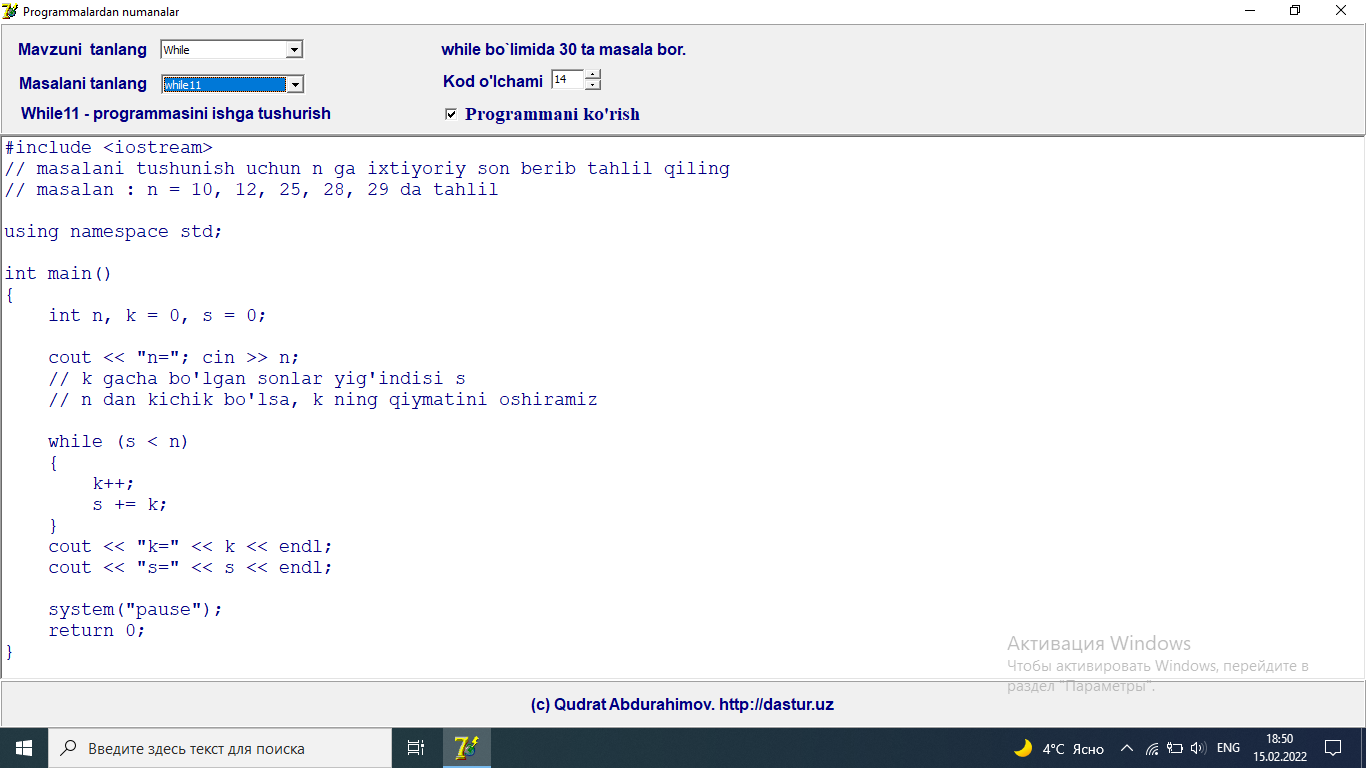 Programmalardan numanalar
Mavzuni tanlang While
while bo`limida 30 ta masala bor.
Masalani tanlang while11
Kod o'lchami 14
While11 - programmasini ishga tushurish
Programmani ko'rish
#include <iostream>
// masalani tushunish uchun n ga ixtiyoriy son berib tahlil qiling
// masalan : n = 10, 12, 25, 28, 29 da tahlil
using namespace std;
int main()
{
int n, k = 0, s = 0;
cout << "n="; cin >> n;
// k gacha bo'lgan sonlar yig'indisi s
// n dan kichik bo'lsa, k ning qiymatini oshiramiz
while (s < n)
{
k++;
s += k;
}
cout << "k=" << k << endl;
cout << "s=" << s << endl;
system("pause");
return 0;
}
Активация Windows
Чтобы активировать Windows, перейдите в
раздел "Параметры".
(c) Qudrat Abdurahimov. http://dastur.uz
Введите здесь текст для поиска
4°C Ясно
ENG
18:50
15.02.2022